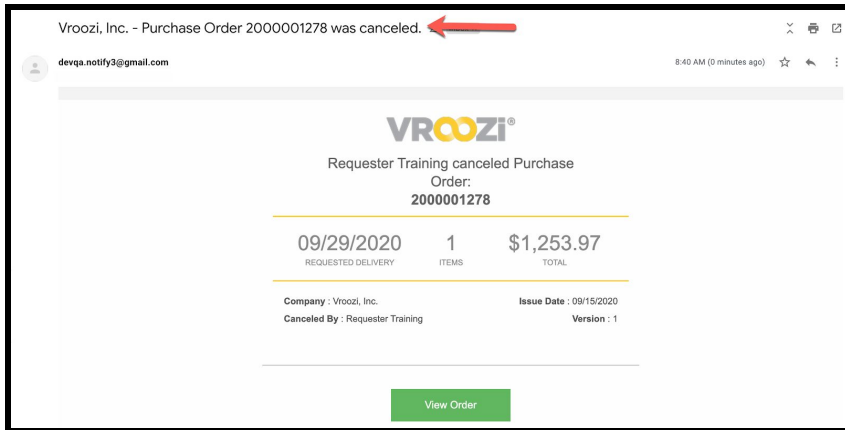 Vroozi, Inc. - Purchase Order 2000001278 was canceled.
devqa.notify3@gmail.com
8:40 AM (0 minutes ago)
VROOZi®
Requester Training canceled Purchase
Order:
2000001278
09/29/2020 1 $1,253.97
REQUESTED DELIVERY ITEMS TOTAL
Company : Vroozi, Inc. Issue Date : 09/15/2020
Canceled By : Requester Training Version : 1
View Order